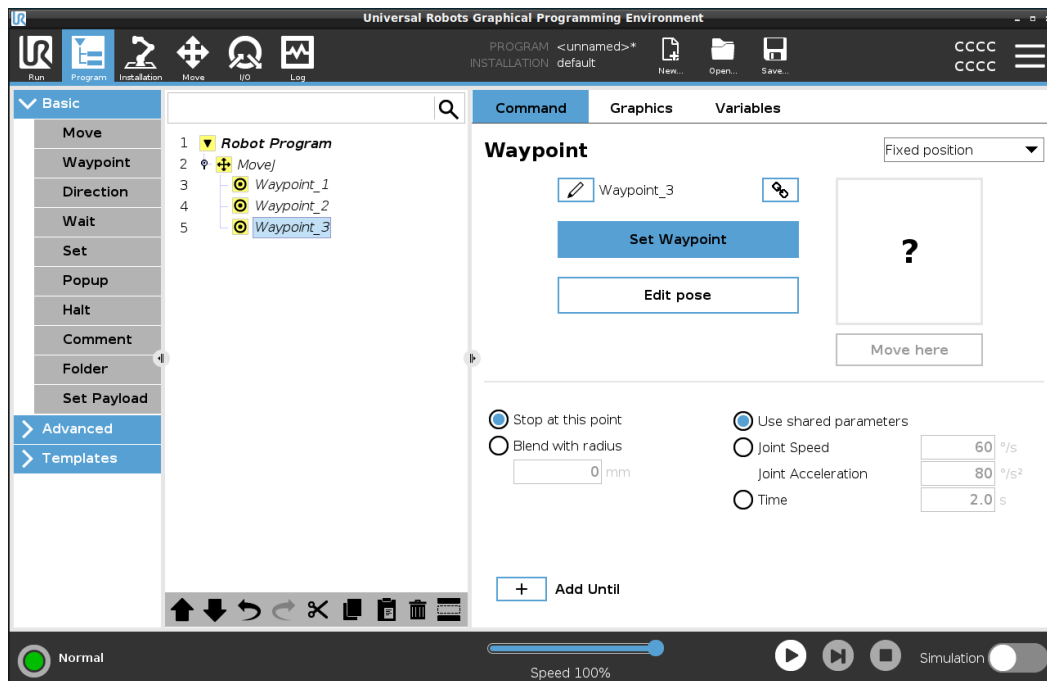 Universal Robots Graphical Programming Environment
Run
Program
Installation
Move
I/O
Log
PROGRAM <unnamed>*
INSTALLATION default
New...
Open...
Save...
CCCC
CCCC
Basic
Move
Waypoint
Direction
Wait
Set
Popup
Halt
Comment
Folder
Set Payload
Advanced
Templates
1 Robot Program
2 MoveJ
3 Waypoint_1
4 Waypoint_2
5 Waypoint_3
Command Graphics Variables
Waypoint
Fixed position
Waypoint_3
Set Waypoint
Edit pose
?
Move here
Stop at this point
Blend with radius
0 mm
Use shared parameters
Joint Speed 60 °/s
Joint Acceleration 80 °/s²
Time 2.0 s
+ Add Until
Normal
Speed 100%
Simulation